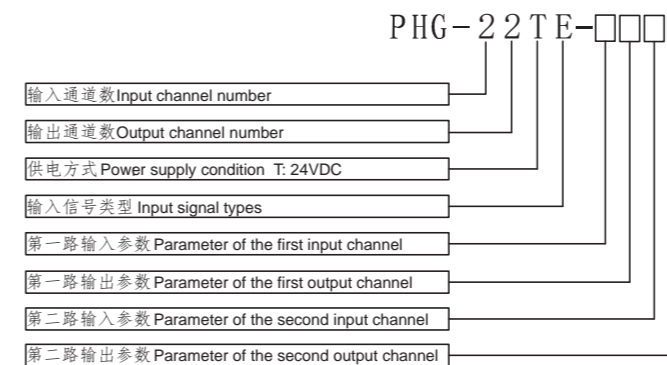 PHG-22TE-□□□
输入通道数Input channel number
输出通道数Output channel number
供电方式Power supply condition T: 24VDC
输入信号类型 Input signal types
第一路输入参数 Parameter of the first input channel
第一路输出参数 Parameter of the first output channel
第二路输入参数 Parameter of the second input channel
第二路输出参数 Parameter of the second output channel